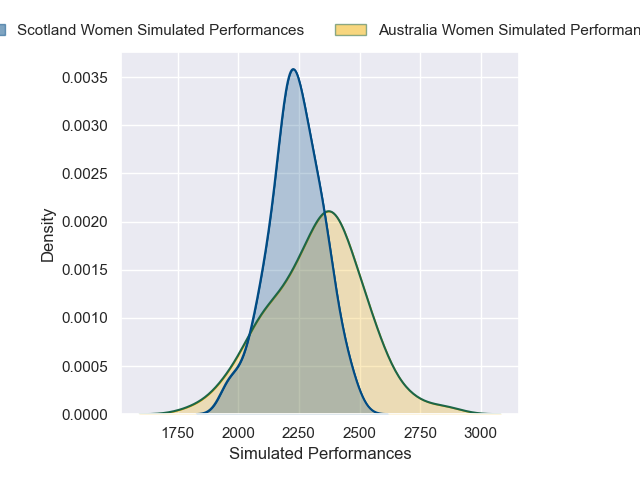 Scotland Women Simulated Performances
Australia Women Simulated
0.0035
0.0030
0.0025
0.0020
0.0015
0.0010
0.0005
0.0000
Density
1750 2000 2250 2500 2750 3000
Simulated Performances